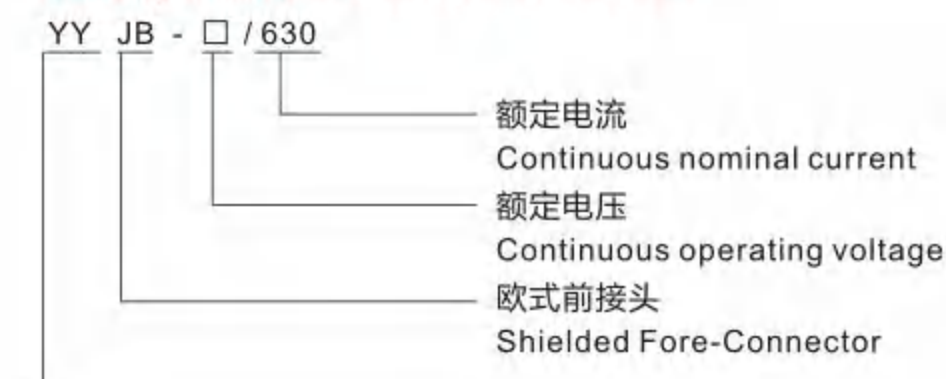 YY JB - □ / 630
额定电流
Continuous nominal current
额定电压
Continuous operating voltage
欧式前接头
Shielded Fore-Connector